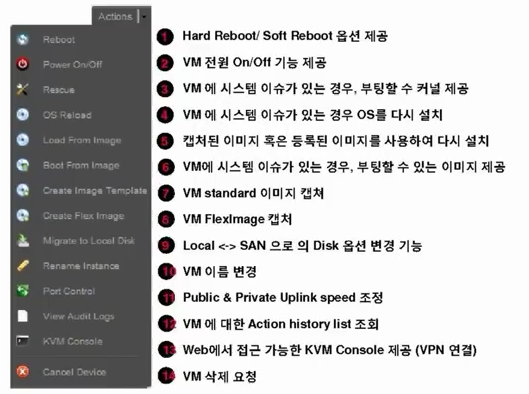 Actions
Reboot
1 Hard Reboot/ Soft Reboot 옵션 제공
Power On/Off
2 VM 전원 On/Off 기능 제공
Rescue
3 VM 에 시스템 이슈가 있는 경우, 부팅할 수 커널 제공
OS Reload
4 VM 에 시스템 이슈가 있는 경우 OS를 다시 설치
Load From Image
5 캡처된 이미지 혹은 등록된 이미지를 사용하여 다시 설치
Boot From Image
6 VM에 시스템 이슈가 있는 경우, 부팅할 수 있는 이미지 제공
Create Image Template
7 VM standard 이미지 캡쳐
Create Flex Image
8 VM FlexImage 캡처
Migrate to Local Disk
9 Local <-> SAN 으로 의 Disk 옵션 변경 기능
Rename Instance
10 VM 이름 변경
Port Control
11 Public & Private Uplink speed 조정
View Audit Logs
12 VM 에 대한 Action history list 조회
KVM Console
13 Web에서 접근 가능한 KVM Console 제공 (VPN 연결)
Cancel Device
14 VM 삭제 요청